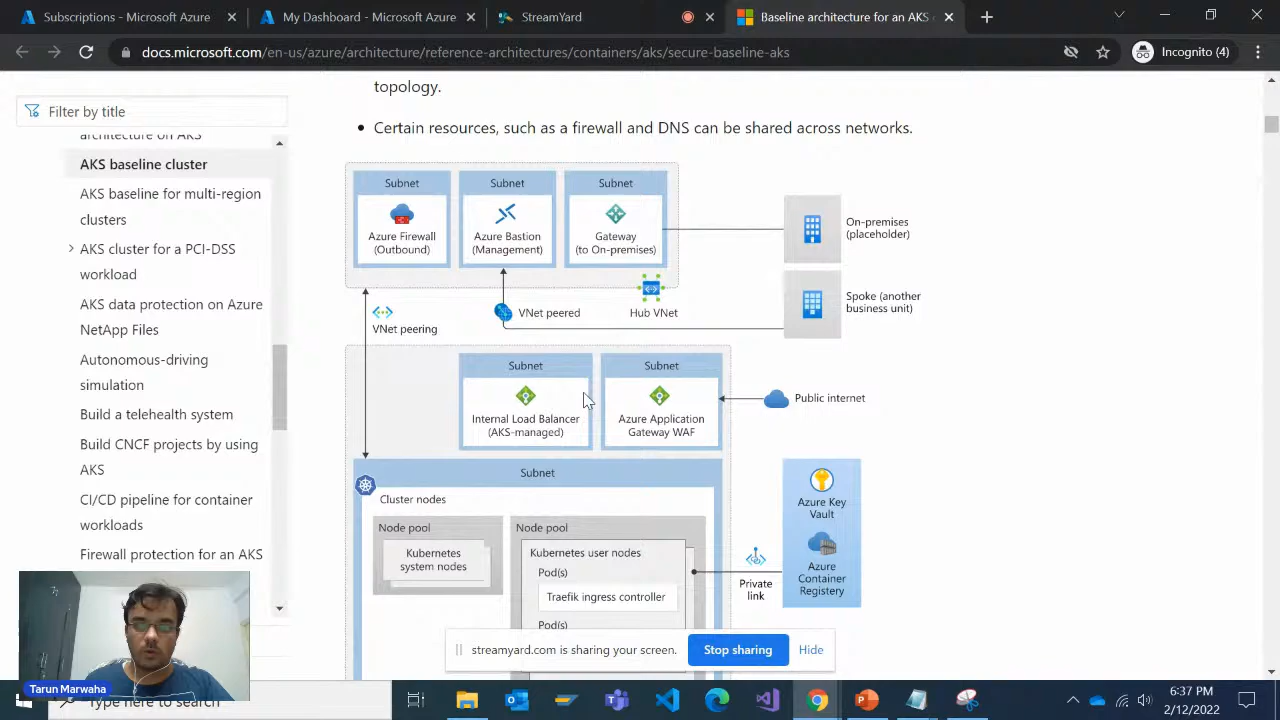 Subscriptions - Microsoft Azure
My Dashboard - Microsoft Azure
StreamYard
Baseline architecture for an AKS c
docs.microsoft.com/en-us/azure/architecture/reference-architectures/containers/aks/secure-baseline-aks
Incognito (4)
Filter by title
architecture on AKS
AKS baseline cluster
AKS baseline for multi-region
clusters
AKS cluster for a PCI-DSS
workload
AKS data protection on Azure
NetApp Files
Autonomous-driving
simulation
Build a telehealth system
Build CNCF projects by using
AKS
CI/CD pipeline for container
workloads
Firewall protection for an AKS
topology.
Certain resources, such as a firewall and DNS can be shared across networks.
Subnet
Azure Firewall
(Outbound)
Subnet
Azure Bastion
(Management)
Subnet
Gateway
(to On-premises)
On-premises
(placeholder)
Spoke (another
business unit)
VNet peering
VNet peered
Hub VNet
Subnet
Internal Load Balancer
(AKS-managed)
Subnet
Azure Application
Gateway WAF
Public internet
Subnet
Cluster nodes
Node pool
Kubernetes
system nodes
Node pool
Kubernetes user nodes
Pod(s)
Traefik ingress controller
Pod(s)
Private
link
Azure Key
Vault
Azure
Container
Registry
streamyard.com is sharing your screen.
Stop sharing
Hide
Tarun Marwaha
Type here to search
6:37 PM
2/12/2022